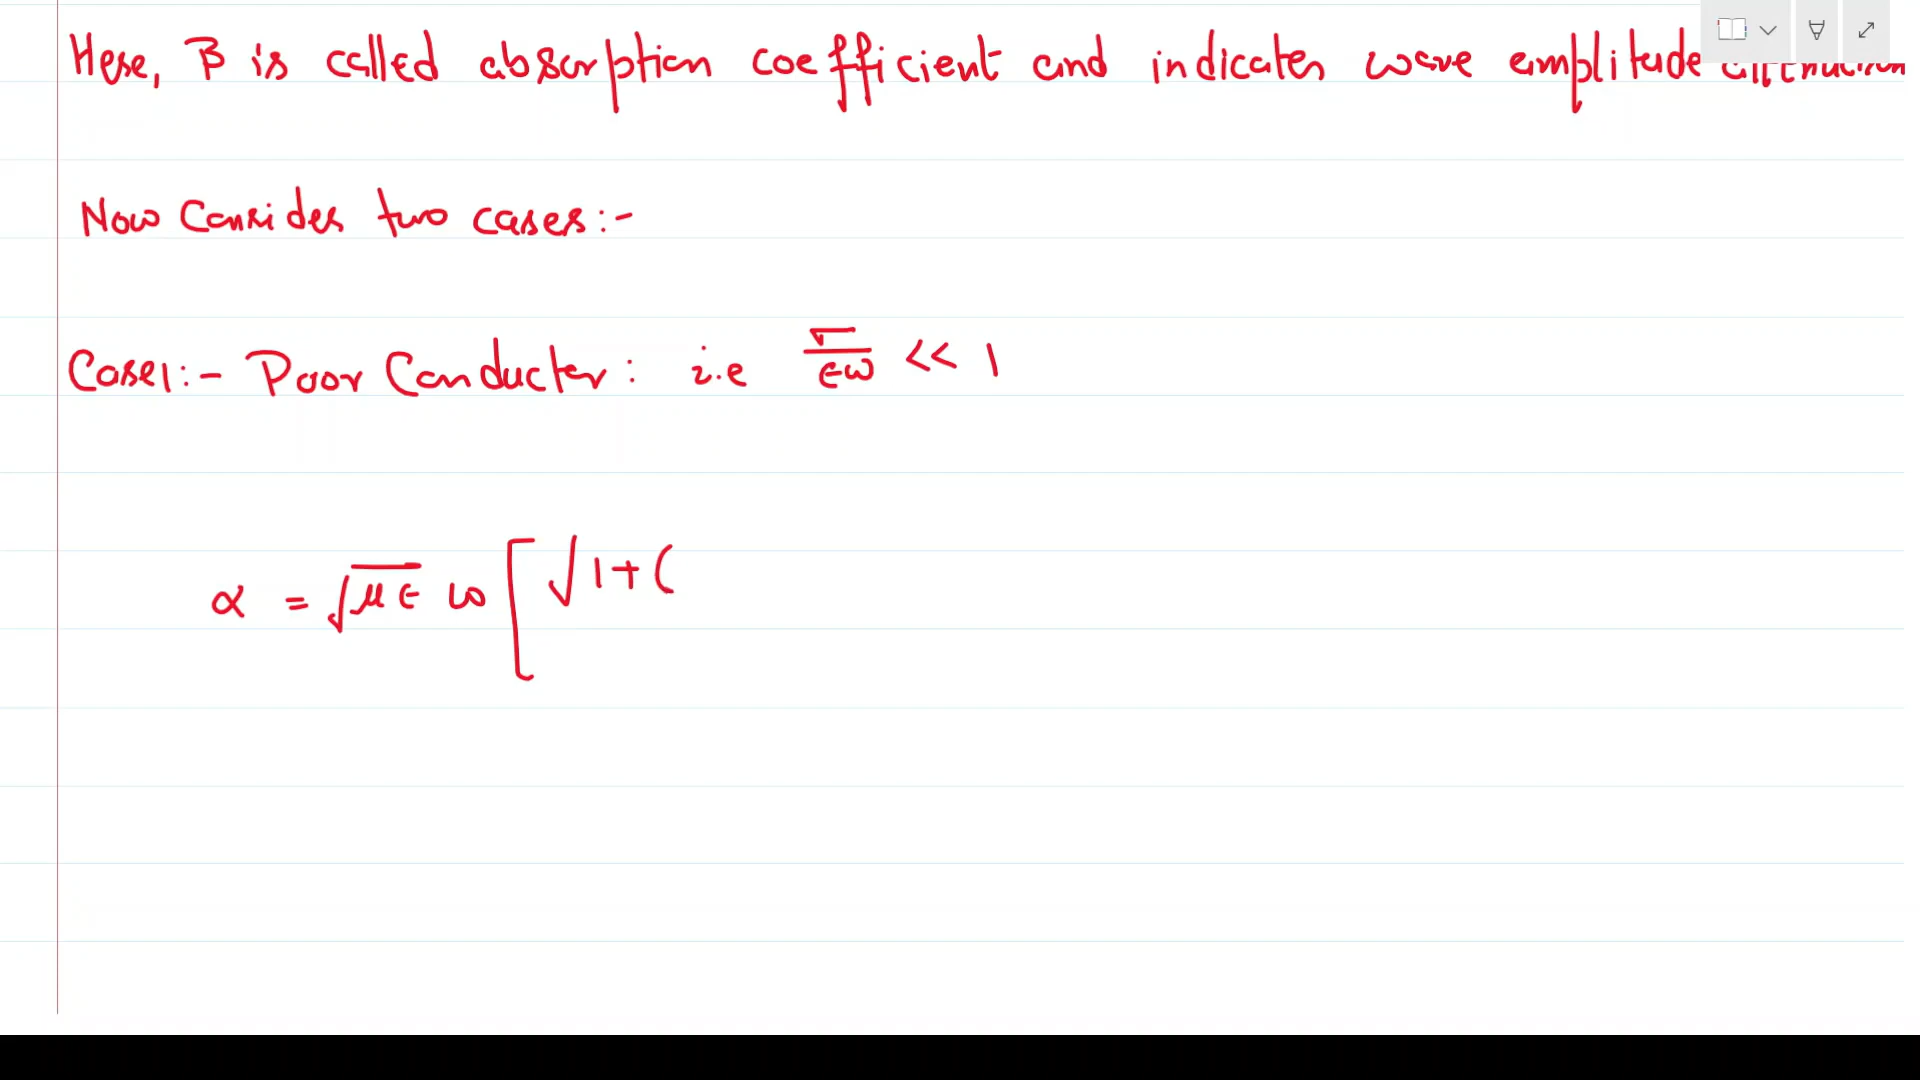 Here, β is called absorption coefficient and indicates wave amplitude attenuation
Now Consider two cases:-
Case1:- Poor Conductor: i.e σ/ϵω << 1
α = √μϵ ω [ √1+(